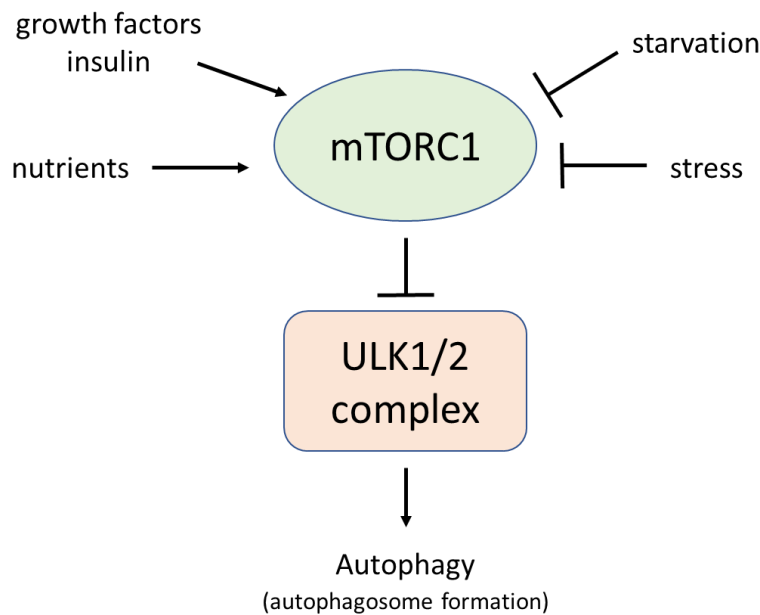 growth factors
insulin
starvation
mTORC1
nutrients
stress
ULK1/2
complex
Autophagy
(autophagosome formation)